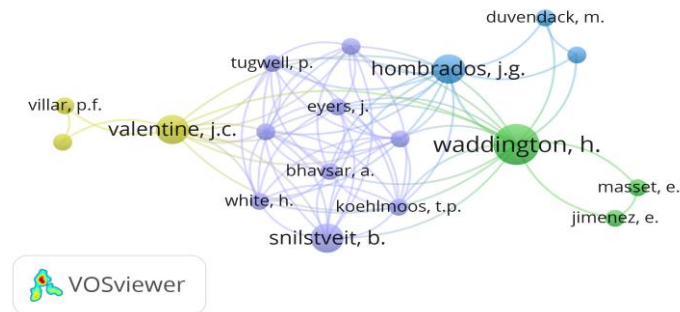 duvendack, m.
tugwell, p.
hombrados, j.g.
villar, p.f.
eyers, j.
valentine, j.c.
waddington, h.
bhavsar, a.
masset, e.
white, h.
koehlmoos, t.p.
jimenez, e.
snilstveit, b.
VOSviewer